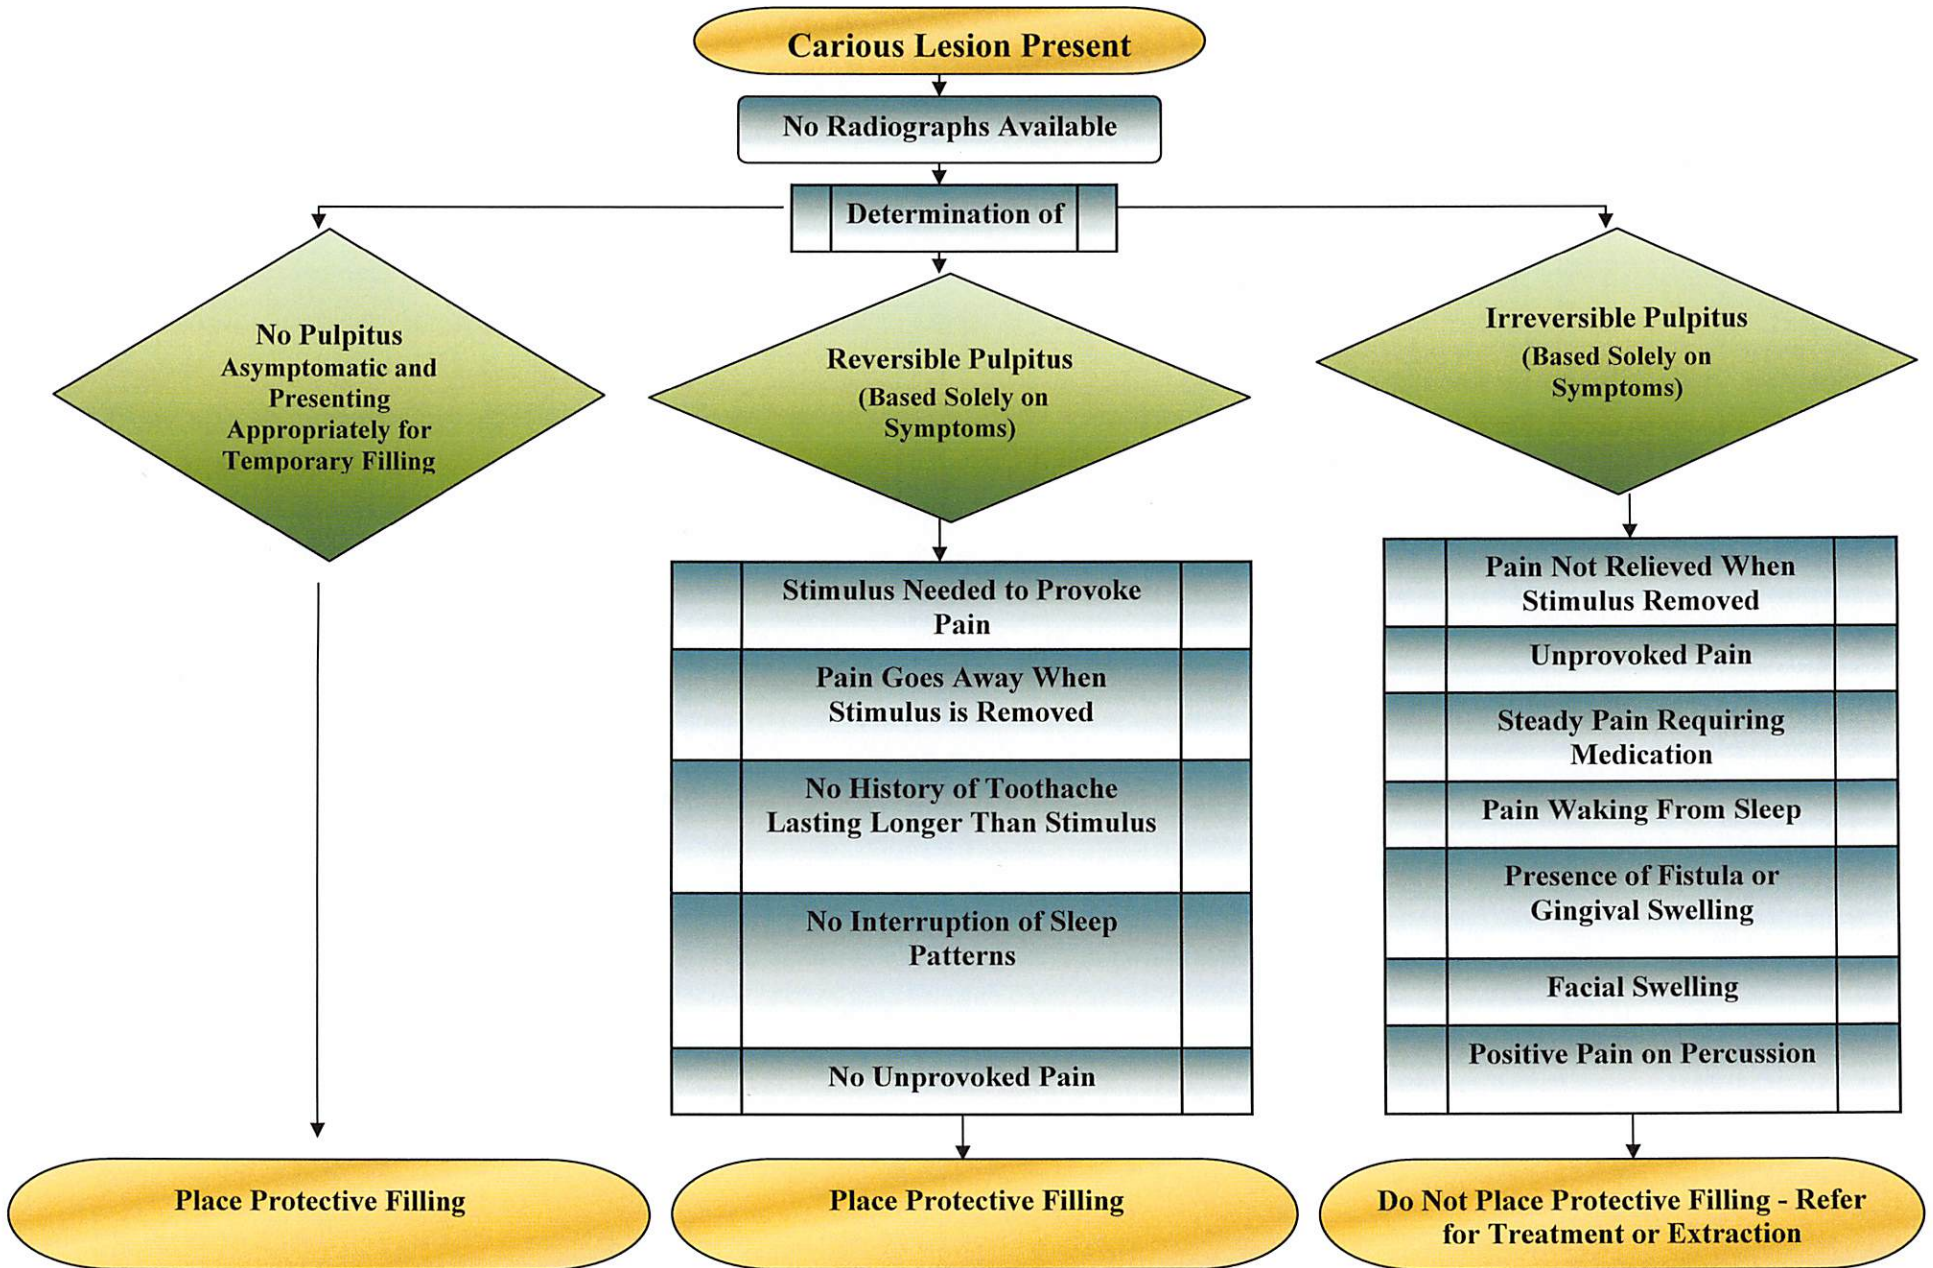 Carious Lesion Present
No Radiographs Available
Determination of
No Pulpitus
Asymptomatic and
Presenting
Appropriately for
Temporary Filling
Reversible Pulpitus
(Based Solely on
Symptoms)
Irreversible Pulpitus
(Based Solely on
Symptoms)
Stimulus Needed to Provoke
Pain
Pain Goes Away When
Stimulus is Removed
No History of Toothache
Lasting Longer Than Stimulus
No Interruption of Sleep
Patterns
No Unprovoked Pain
Pain Not Relieved When
Stimulus Removed
Unprovoked Pain
Steady Pain Requiring
Medication
Pain Waking From Sleep
Presence of Fistula or
Gingival Swelling
Facial Swelling
Positive Pain on Percussion
Place Protective Filling
Place Protective Filling
Do Not Place Protective Filling - Refer
for Treatment or Extraction